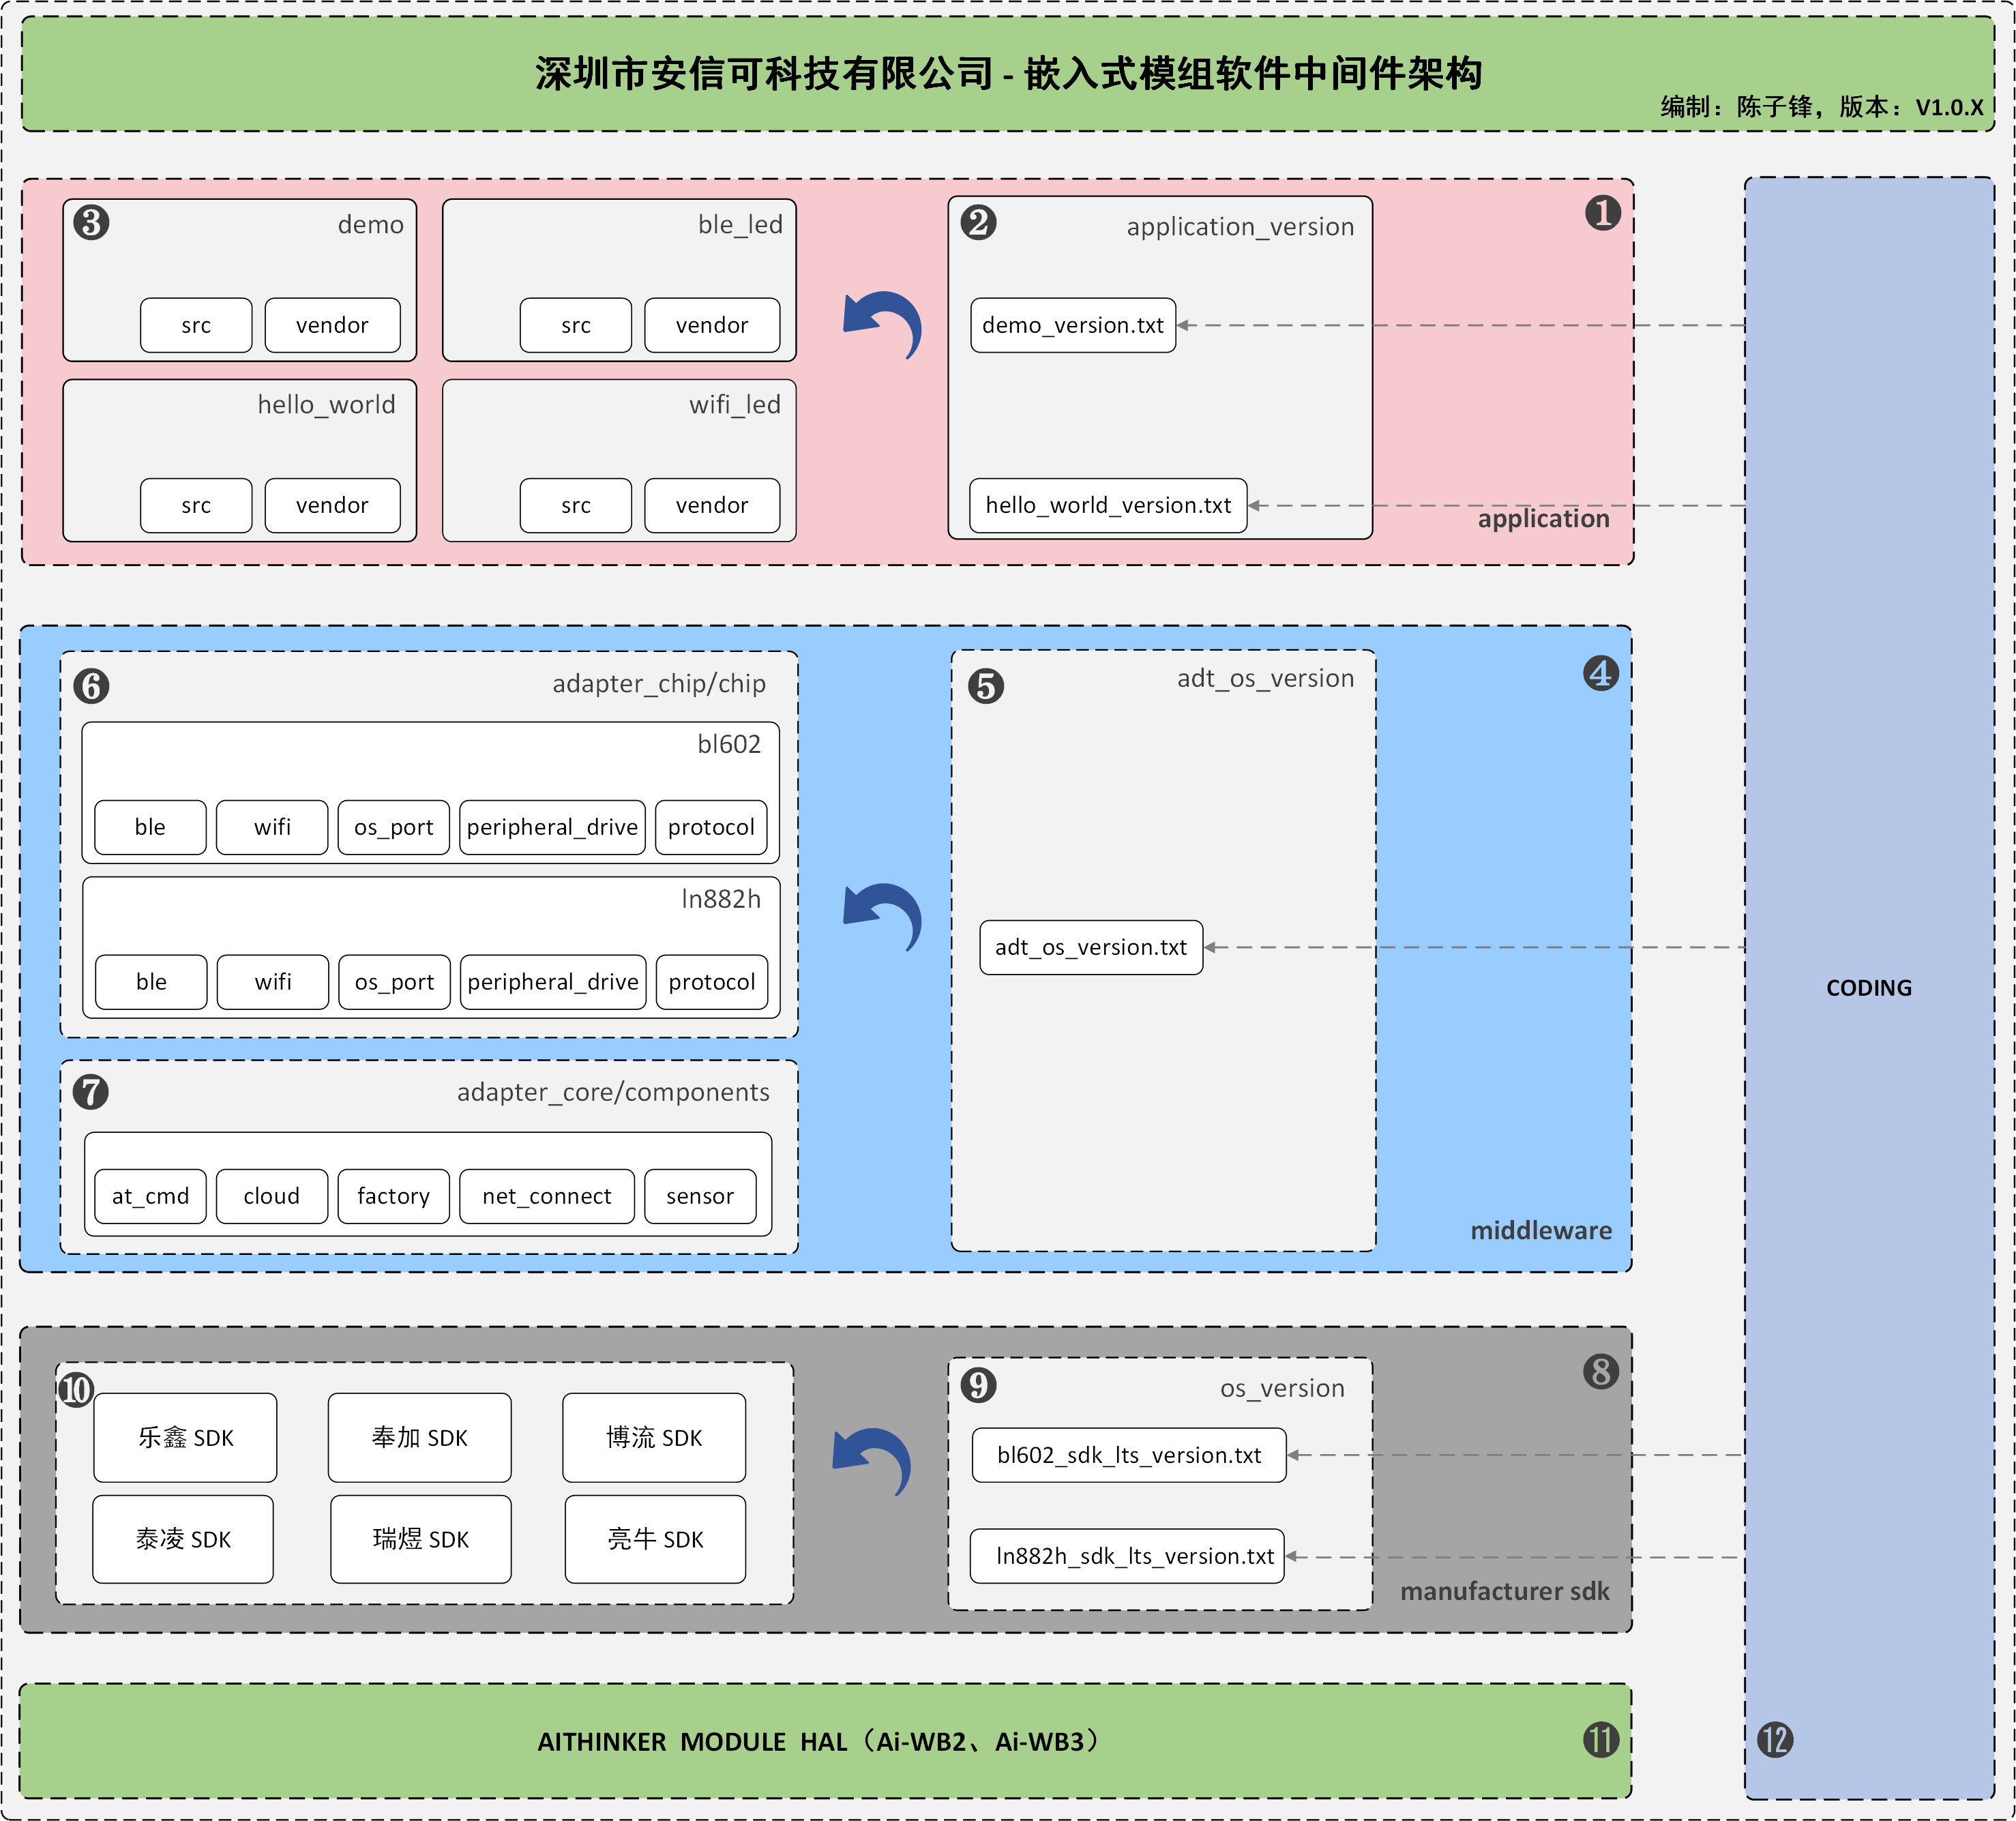 深圳市安信可科技有限公司 - 嵌入式模组软件中间件架构
编制：陈子锋，版本：V1.0.X
❶
❸ demo
src vendor
ble_led
src vendor
hello_world
src vendor
wifi_led
src vendor
❷ application_version
demo_version.txt
hello_world_version.txt
application
❹
❻ adapter_chip/chip
bl602
ble wifi os_port peripheral_drive protocol
ln882h
ble wifi os_port peripheral_drive protocol
❼ adapter_core/components
at_cmd cloud factory net_connect sensor
❺ adt_os_version
adt_os_version.txt
middleware
❽
❿
乐鑫 SDK 奉加 SDK 博流 SDK
泰凌 SDK 瑞煜 SDK 亮牛 SDK
❾ os_version
bl602_sdk_lts_version.txt
ln882h_sdk_lts_version.txt
manufacturer sdk
AITHINKER MODULE HAL（Ai-WB2、Ai-WB3） ⓫
CODING
⓬